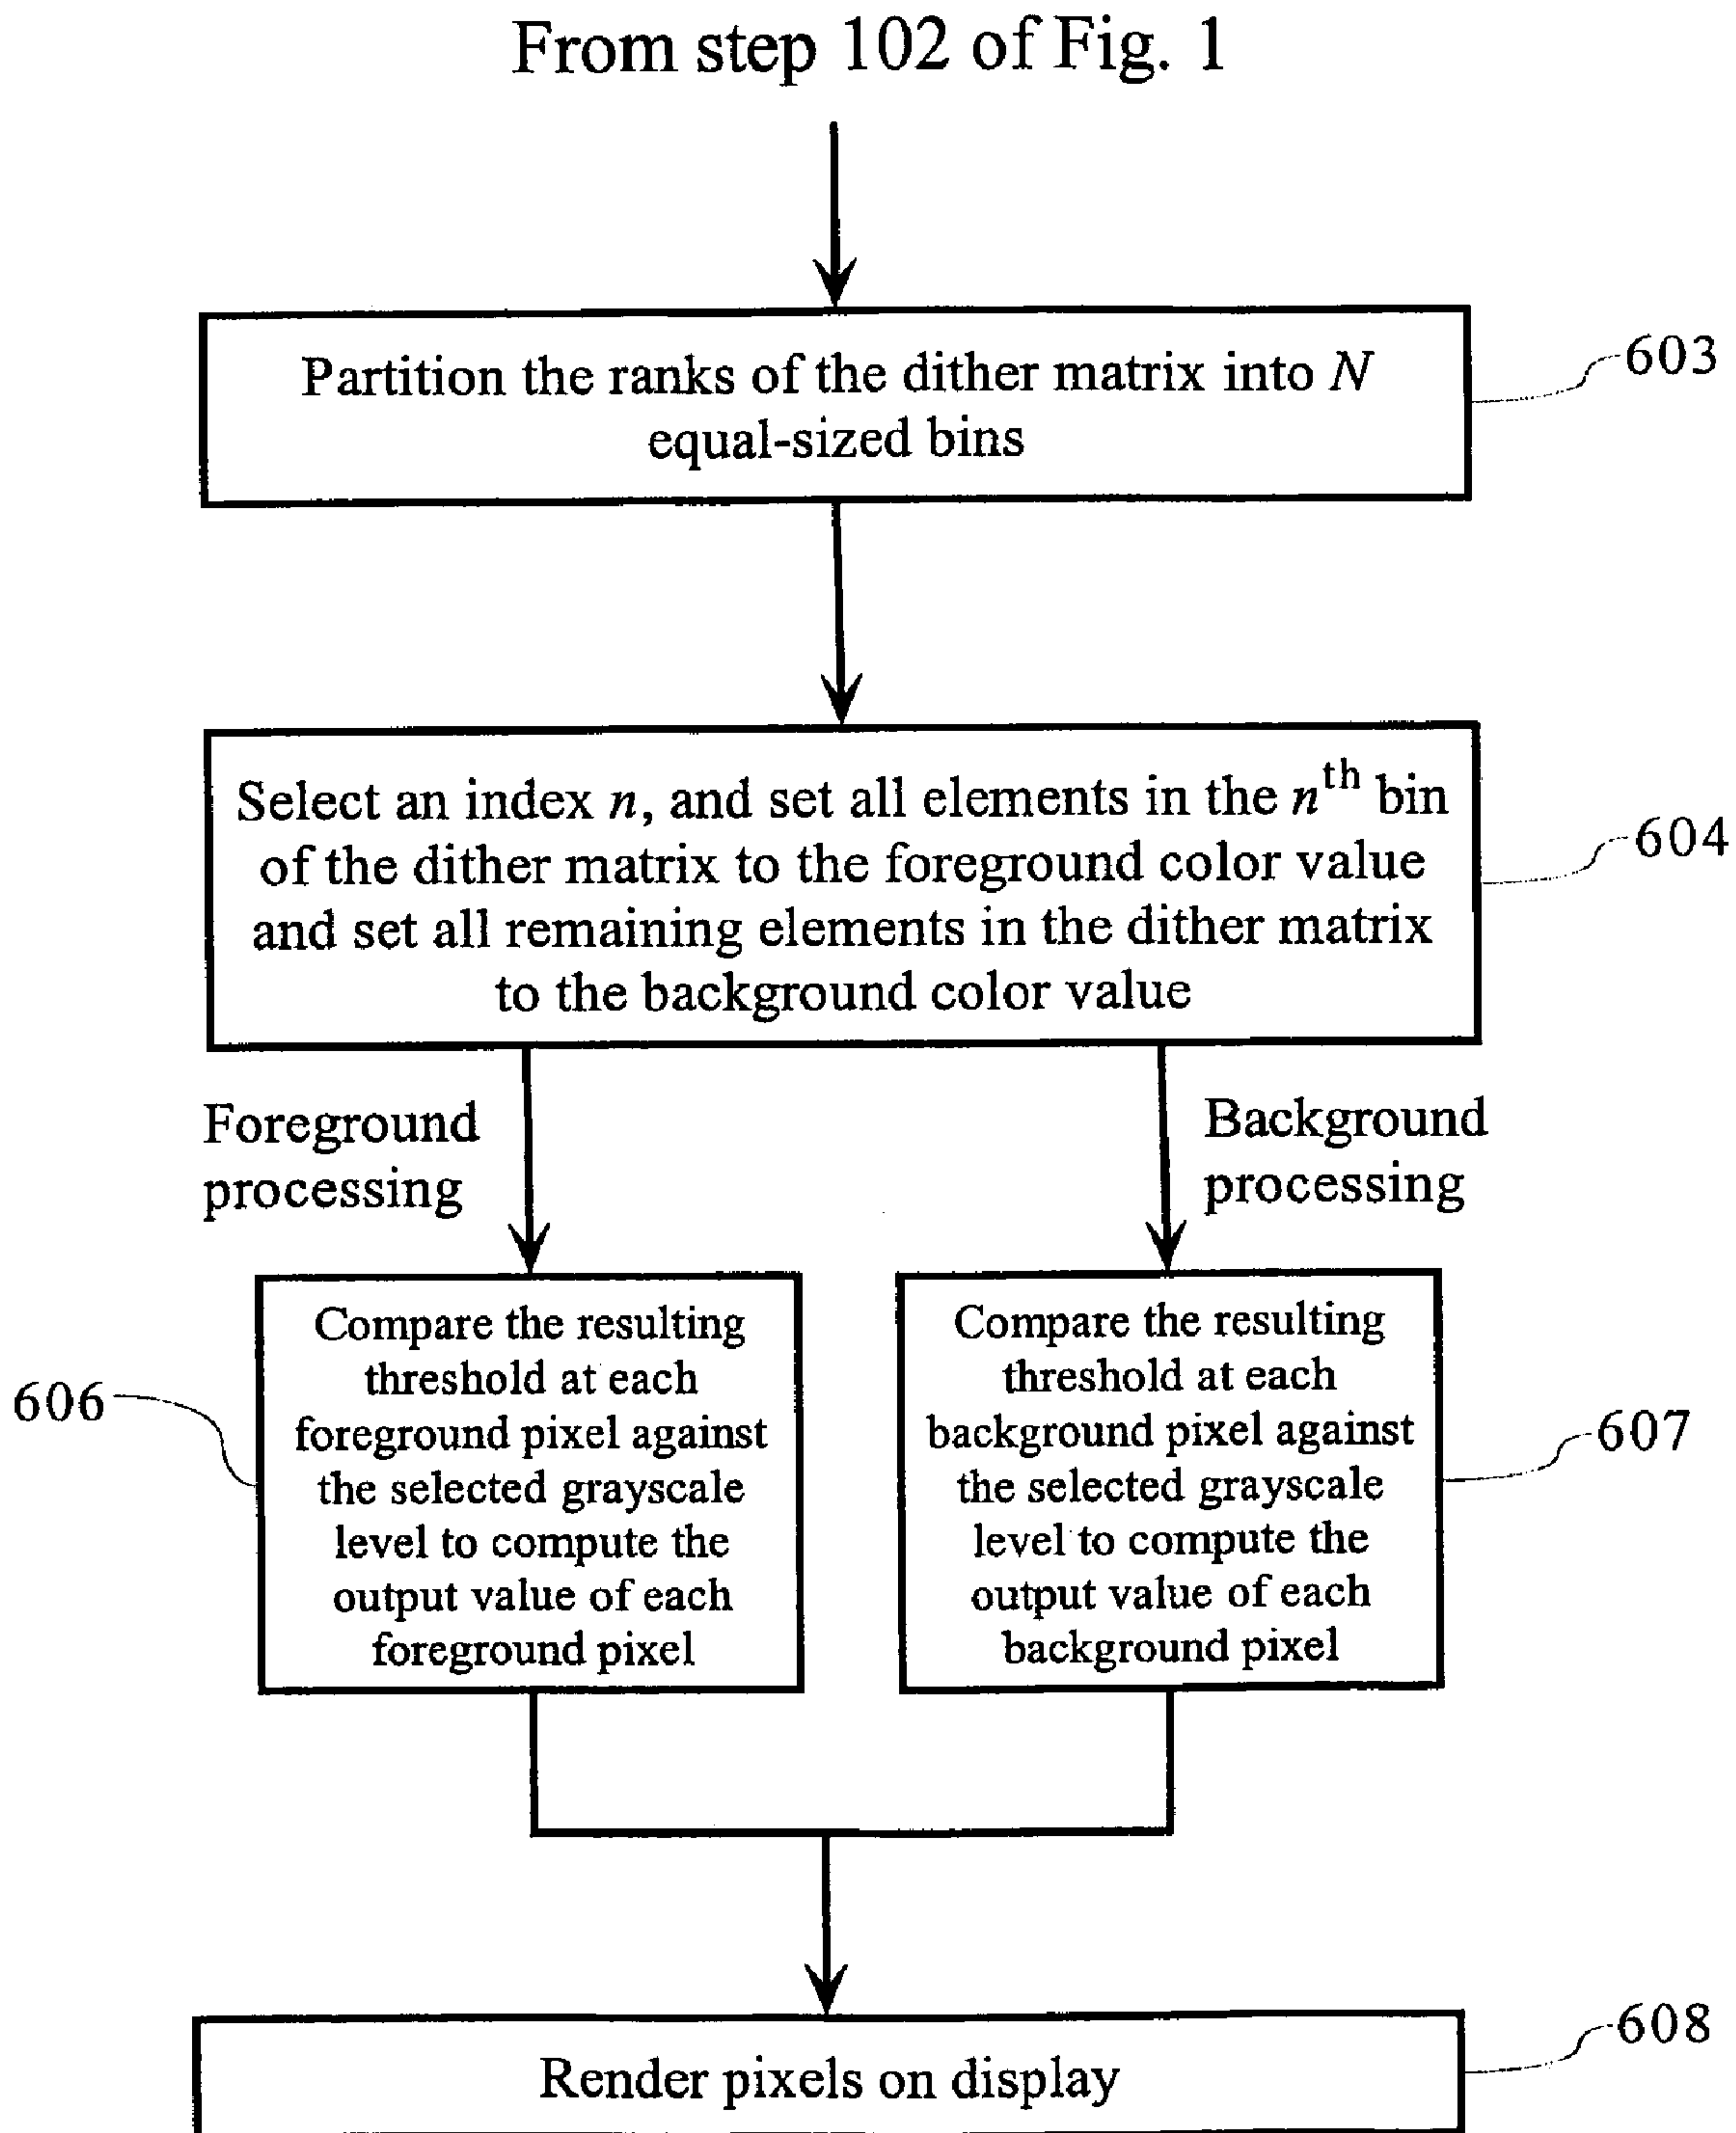 From step 102 of Fig. 1
Partition the ranks of the dither matrix into N
equal-sized bins
603
Select an index n, and set all elements in the nth bin
of the dither matrix to the foreground color value
and set all remaining elements in the dither matrix
to the background color value
604
Foreground
processing
Background
processing
Compare the resulting
threshold at each
foreground pixel against
the selected grayscale
level to compute the
output value of each
foreground pixel
606
Compare the resulting
threshold at each
background pixel against
the selected grayscale
level to compute the
output value of each
background pixel
607
Render pixels on display
608